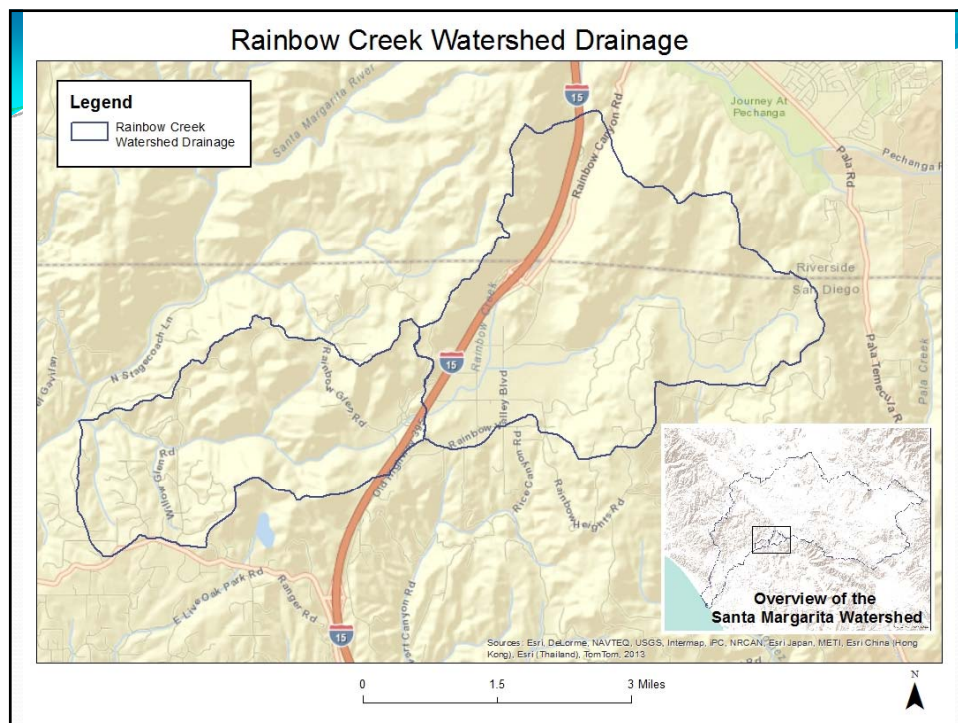 Rainbow Creek Watershed Drainage
Legend
Rainbow Creek
Watershed Drainage
Santa Margarita River
15
Rainbow Canyon Rd
Journey At
Pechanga
Pala Rd
Pechanga
Riverside
San Diego
N Stagecoach Ln
Rainbow Creek
Rainbow Glen Rd
15
Gavilan
Pala Temecula R
Pala Creek
Rainbow Valley Blvd
Old Highway 395
Willow Glen Rd
Rice Canyon Rd
Rainbow Heights Rd
E Live Oak Park Rd
Ranger Rd
15
Canyon Rd
Overview of the
Santa Margarita Watershed
Sources: Esri, DeLorme, NAVTEQ, USGS, Intermap, iPC, NRCAN, Esri Japan, METI, Esri China (Hong
Kong), Esri (Thailand), TomTom, 2013
0 1.5 3 Miles
N